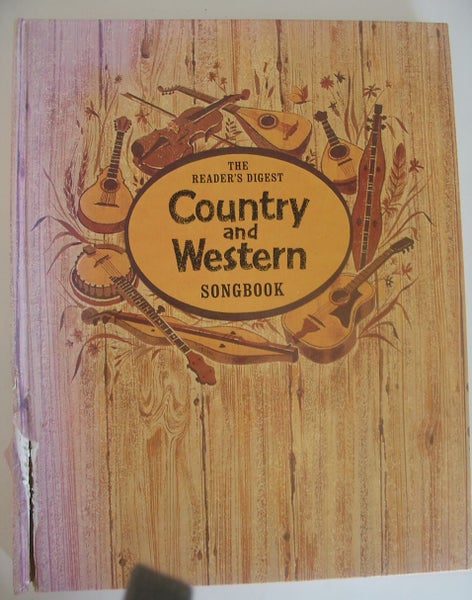 THE
READER'S DIGEST
Country
and
Western
SONGBOOK